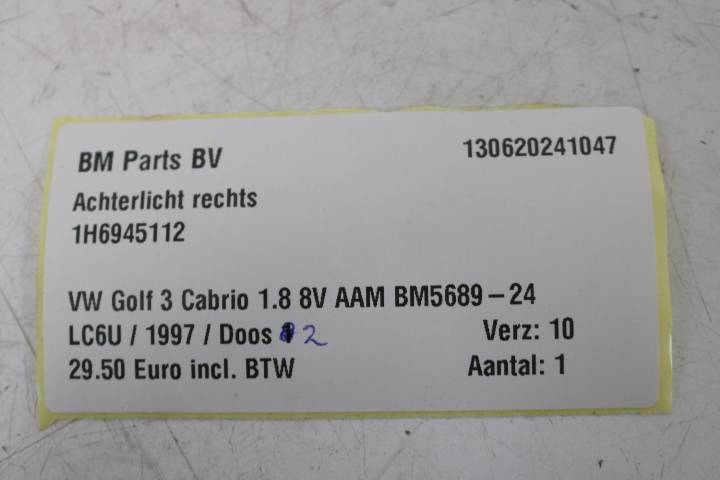 BM Parts BV 130620241047
Achterlicht rechts
1H6945112
VW Golf 3 Cabrio 1.8 8V AAM BM5689-24
LC6U / 1997 / Doos 2 Verz: 10
29.50 Euro incl. BTW Aantal: 1